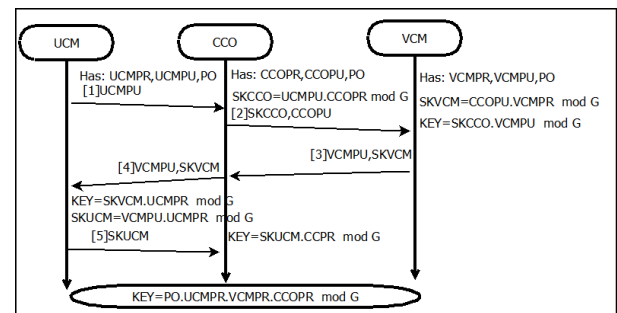 UCM
CCO
VCM
Has: UCMPR,UCMPU,PO
Has: CCOPR,CCOPU,PO
Has: VCMPR,VCMPU,PO
[1]UCMPU
SKCCO=UCMPU.CCOPR mod G
SKVCM=CCOPU.VCMPR mod G
[2]SKCCO,CCOPU
KEY=SKCCO.VCMPU mod G
[3]VCMPU,SKVCM
[4]VCMPU,SKVCM
KEY=SKVCM.UCMPR mod G
SKUCM=VCMPU.UCMPR mod G
[5]SKUCM
KEY=SKUCM.CCPR mod G
KEY=PO.UCMPR.VCMPR.CCOPR mod G